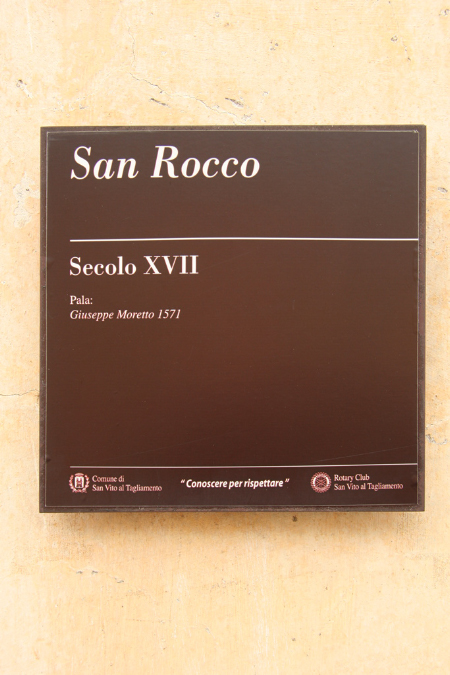 San Rocco
Secolo XVII
Pala:
Giuseppe Moretto 1571
Comune di
San Vito al Tagliamento
"Conoscere per rispettare"
Rotary Club
San Vito al Tagliamento